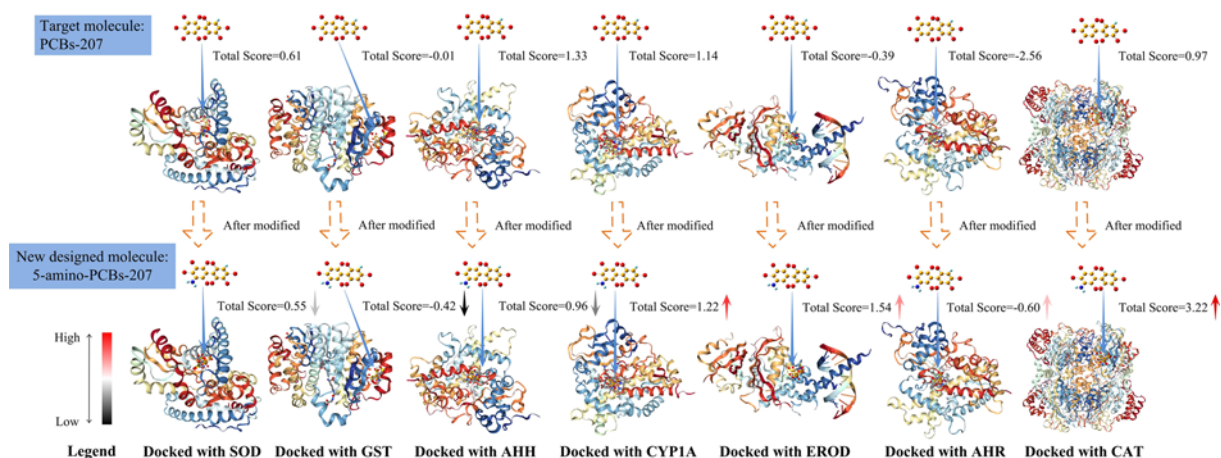 Target molecule:
PCBs-207
Total Score=0.61
Total Score=-0.01
Total Score=1.33
Total Score=1.14
Total Score=-0.39
Total Score=-2.56
Total Score=0.97
After modified
After modified
After modified
After modified
After modified
After modified
After modified
New designed molecule:
5-amino-PCBs-207
Total Score=0.55
Total Score=-0.42
Total Score=0.96
Total Score=1.22
Total Score=1.54
Total Score=-0.60
Total Score=3.22
High
Low
Legend
Docked with SOD
Docked with GST
Docked with AHH
Docked with CYP1A
Docked with EROD
Docked with AHR
Docked with CAT